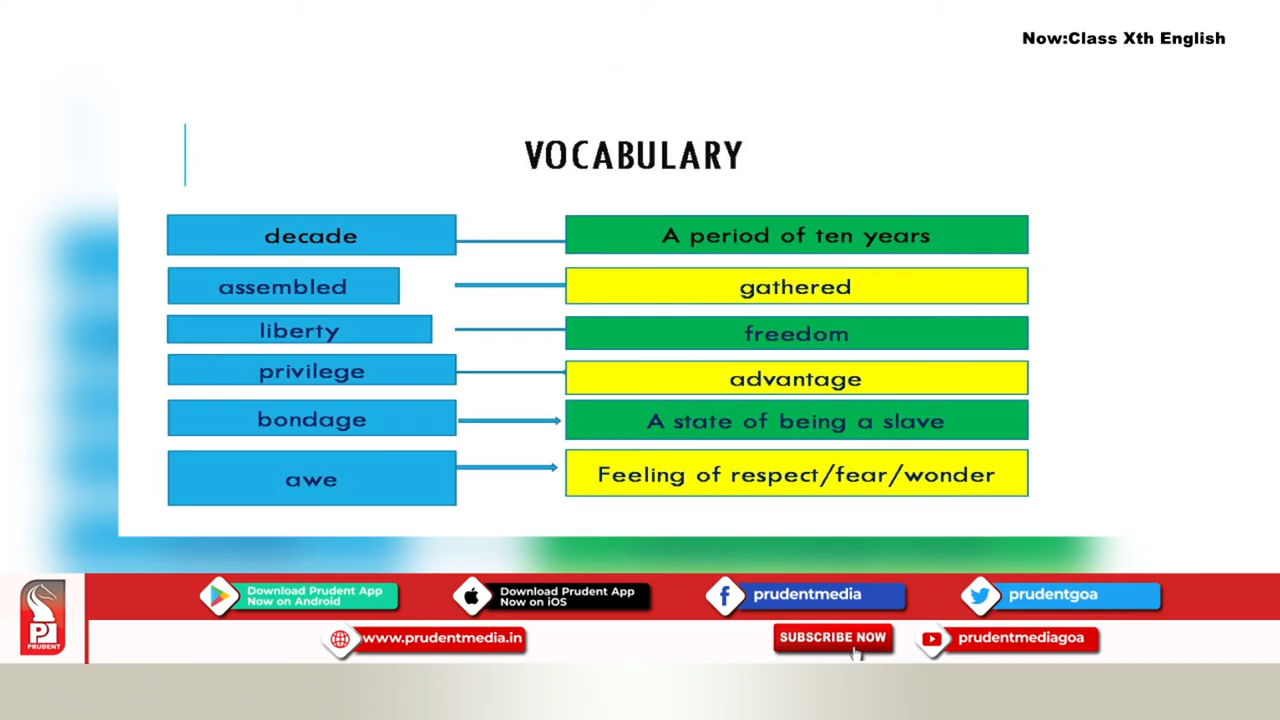 Now:Class Xth English
VOCABULARY
decade
A period of ten years
assembled
gathered
liberty
freedom
privilege
advantage
bondage
A state of being a slave
awe
Feeling of respect/fear/wonder
PRUDENT
Download Prudent App
Now on Android
Download Prudent App
Now on iOS
prudentmedia
prudentgoa
www.prudentmedia.in
SUBSCRIBE NOW
prudentmediagoa